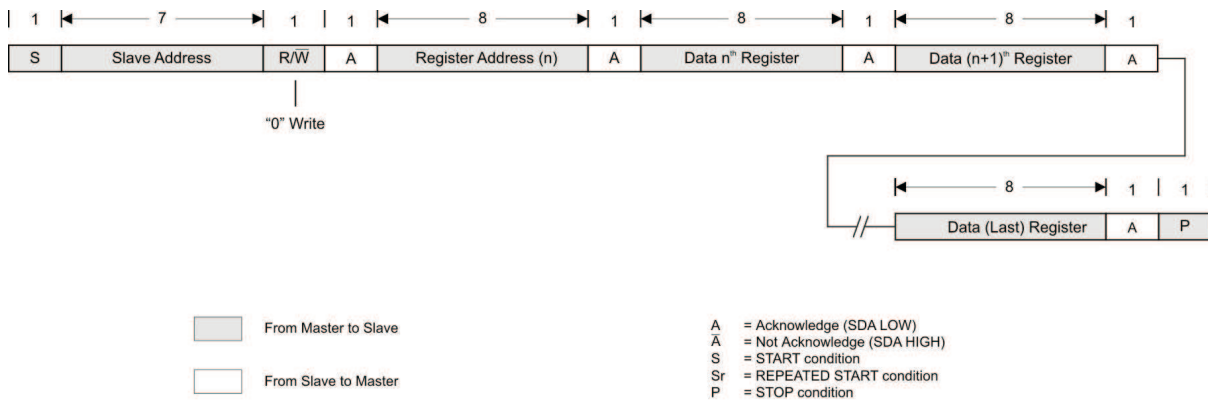 1 7 1 1 8 1 8 1 8 1
S Slave Address R/W̅ A Register Address (n) A Data nᵗʰ Register A Data (n+1)ᵗʰ Register A
“0” Write
8 1 1
Data (Last) Register A P
From Master to Slave
From Slave to Master
A = Acknowledge (SDA LOW)
A̅ = Not Acknowledge (SDA HIGH)
S = START condition
Sr = REPEATED START condition
P = STOP condition